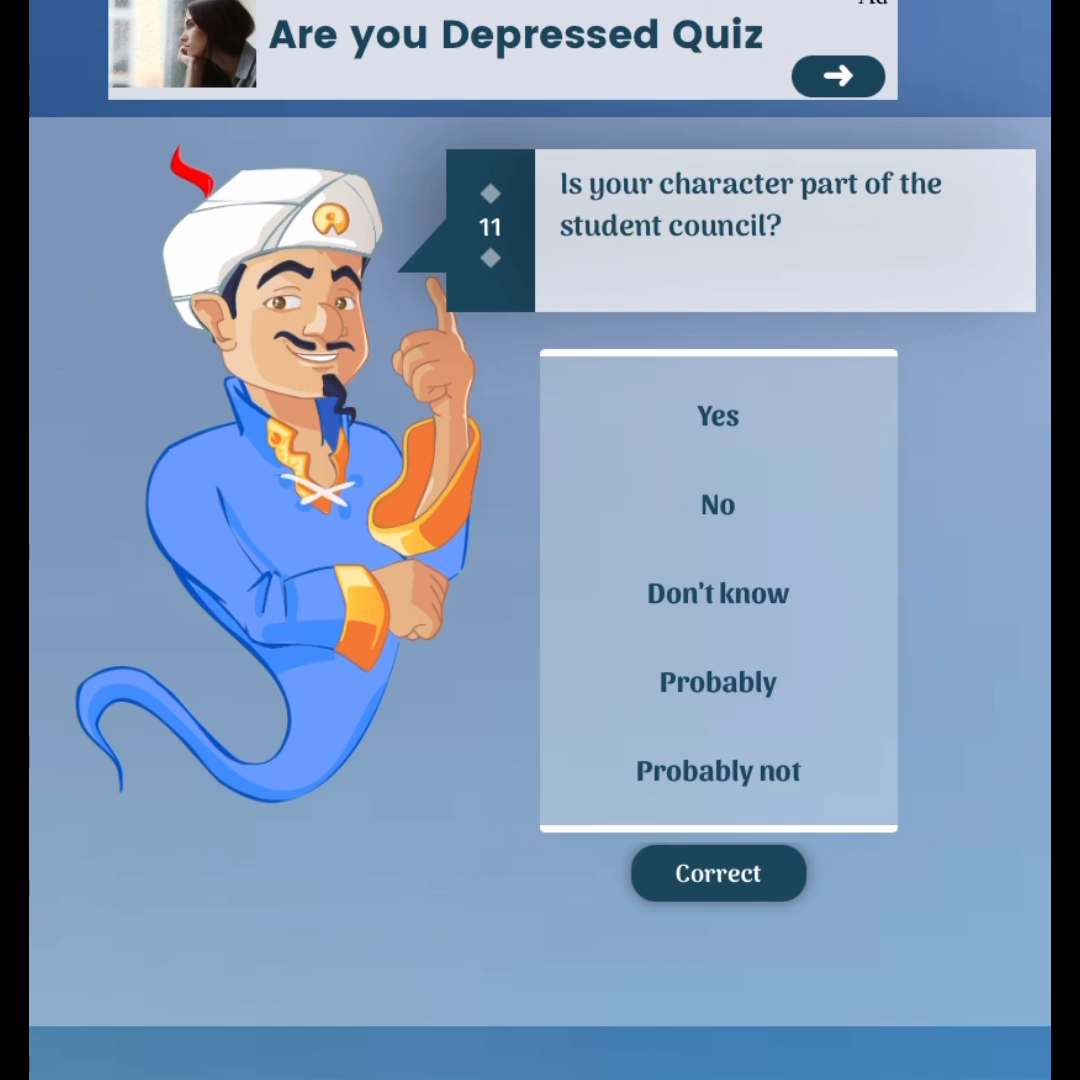 Ad
Are you Depressed Quiz
11
Is your character part of the
student council?
Yes
No
Don't know
Probably
Probably not
Correct